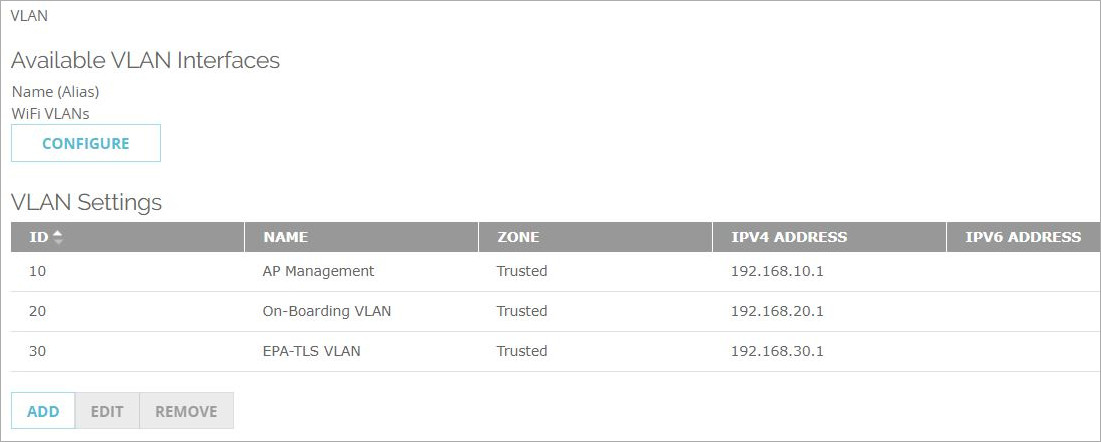 VLAN
Available VLAN Interfaces
Name (Alias)
WiFi VLANs
CONFIGURE
VLAN Settings
ID NAME ZONE IPV4 ADDRESS IPV6 ADDRESS
10 AP Management Trusted 192.168.10.1
20 On-Boarding VLAN Trusted 192.168.20.1
30 EPA-TLS VLAN Trusted 192.168.30.1
ADD EDIT REMOVE